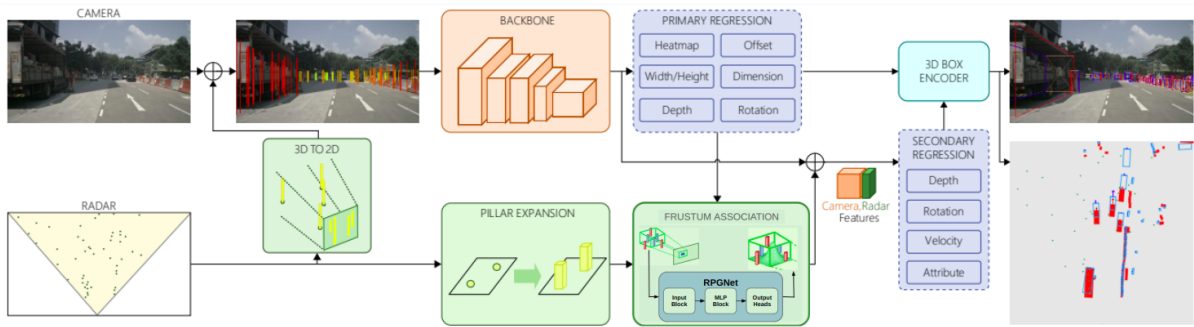 CAMERA
BACKBONE
PRIMARY REGRESSION
Heatmap
Offset
Width/Height
Dimension
Depth
Rotation
3D BOX
ENCODER
3D TO 2D
RADAR
PILLAR EXPANSION
FRUSTUM ASSOCIATION
RPGNet
Input
Block
MLP
Block
Output
Heads
Camera,Radar
Features
SECONDARY
REGRESSION
Depth
Rotation
Velocity
Attribute